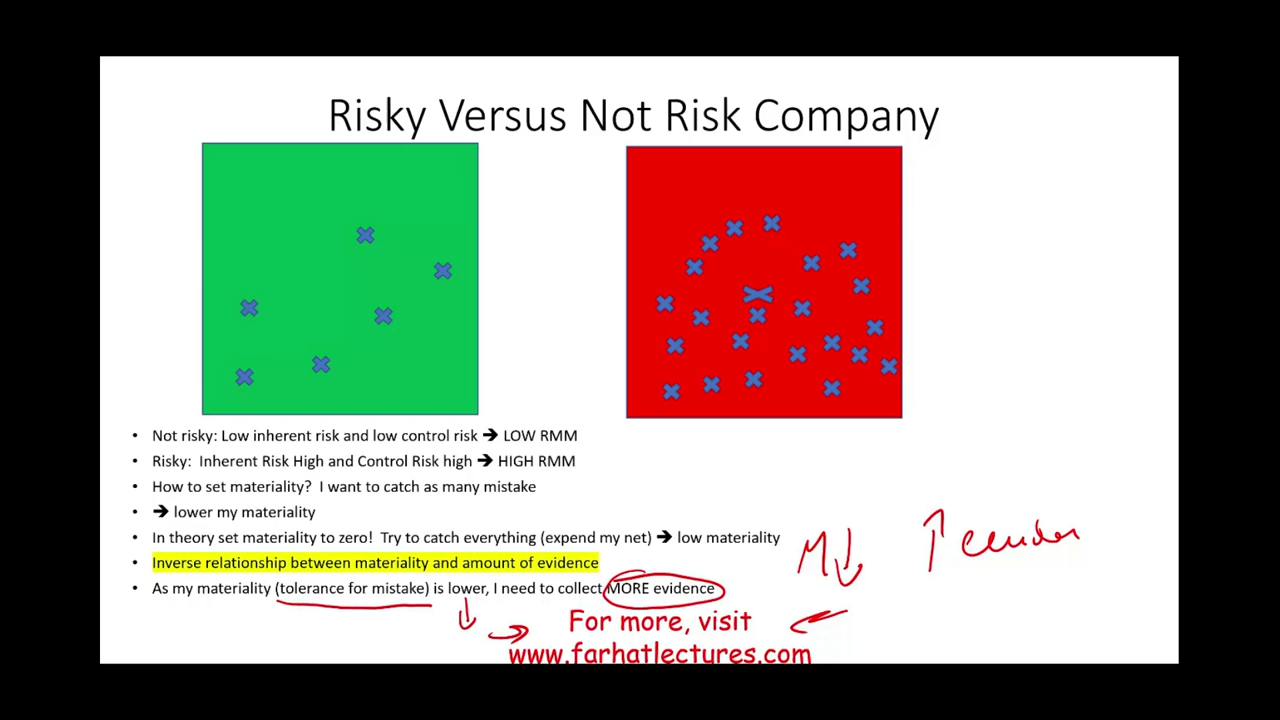 Risky Versus Not Risk Company
• Not risky: Low inherent risk and low control risk ➔ LOW RMM
• Risky: Inherent Risk High and Control Risk high ➔ HIGH RMM
• How to set materiality? I want to catch as many mistake
• ➔ lower my materiality
• In theory set materiality to zero! Try to catch everything (expend my net) ➔ low materiality
• Inverse relationship between materiality and amount of evidence
• As my materiality (tolerance for mistake) is lower, I need to collect MORE evidence
M↓
For more, visit
www.farhatlectures.com